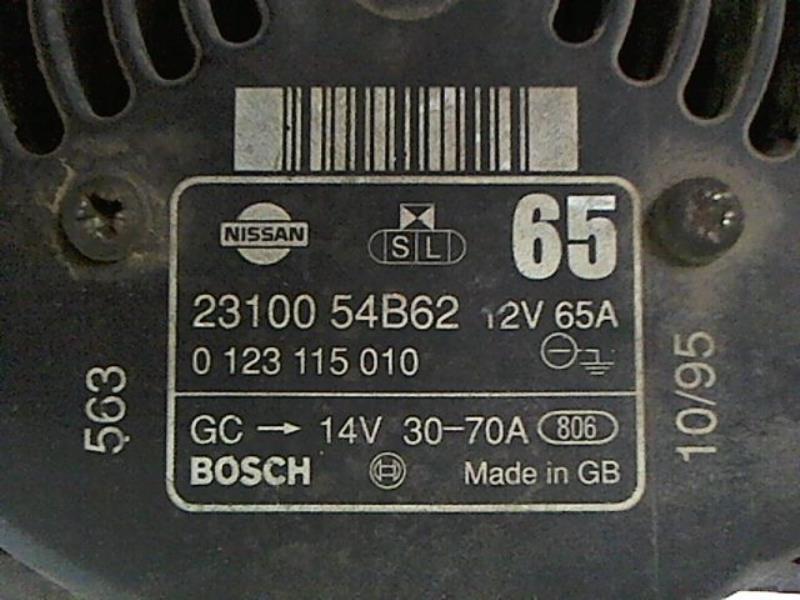 NISSAN
S L
65
23100 54B62 12V 65A
0 123 115 010
GC → 14V 30-70A 806
BOSCH Made in GB
563
10/95